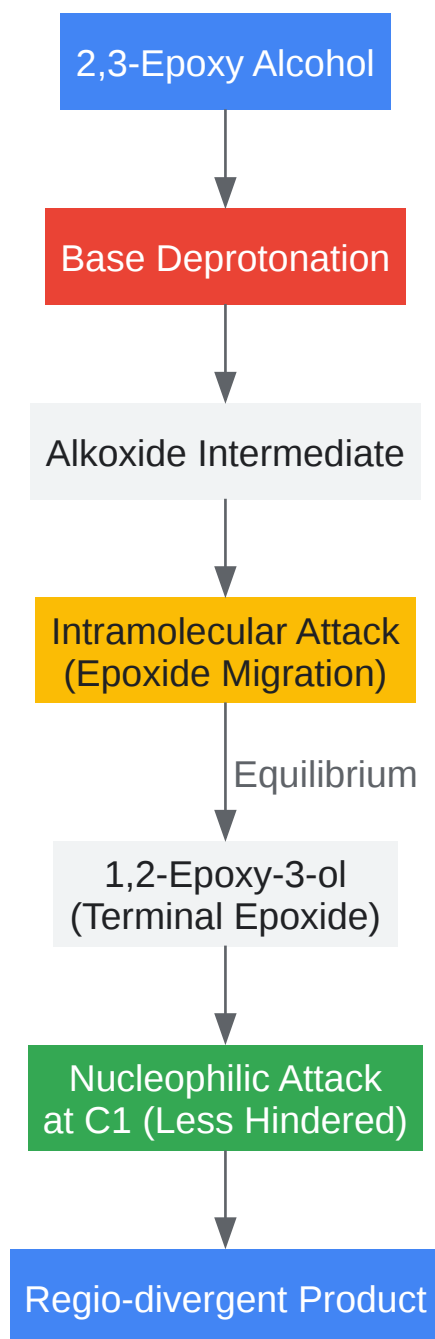 2,3-Epoxy Alcohol
Base Deprotonation
Alkoxide Intermediate
Intramolecular Attack
(Epoxide Migration)
Equilibrium
1,2-Epoxy-3-ol
(Terminal Epoxide)
Nucleophilic Attack
at C1 (Less Hindered)
Regio-divergent Product